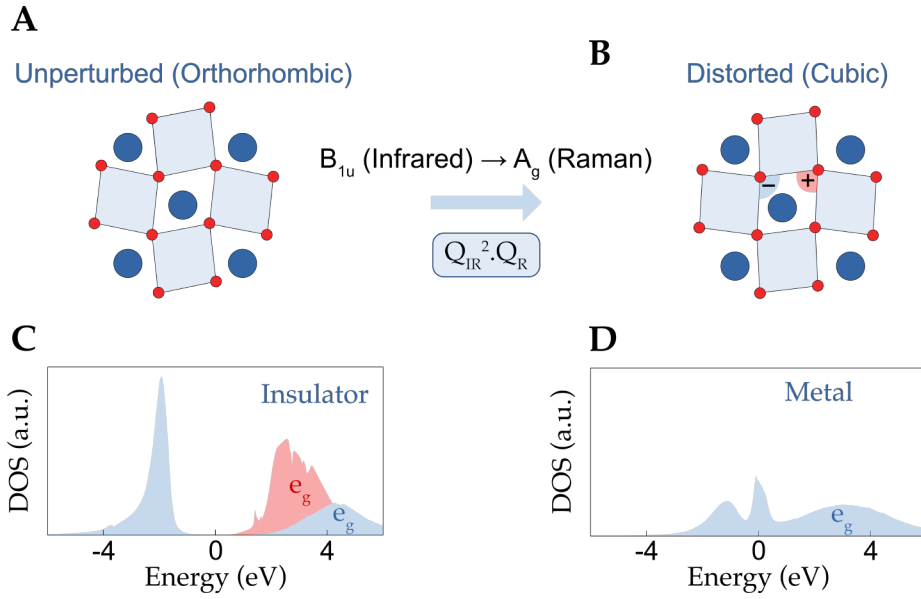 A
Unperturbed (Orthorhombic)
B
Distorted (Cubic)
B1u (Infrared) → Ag (Raman)
QIR2.QR
− +
C
Insulator
DOS (a.u.)
eg
eg
-4 0 4
Energy (eV)
D
Metal
DOS (a.u.)
eg
-4 0 4
Energy (eV)